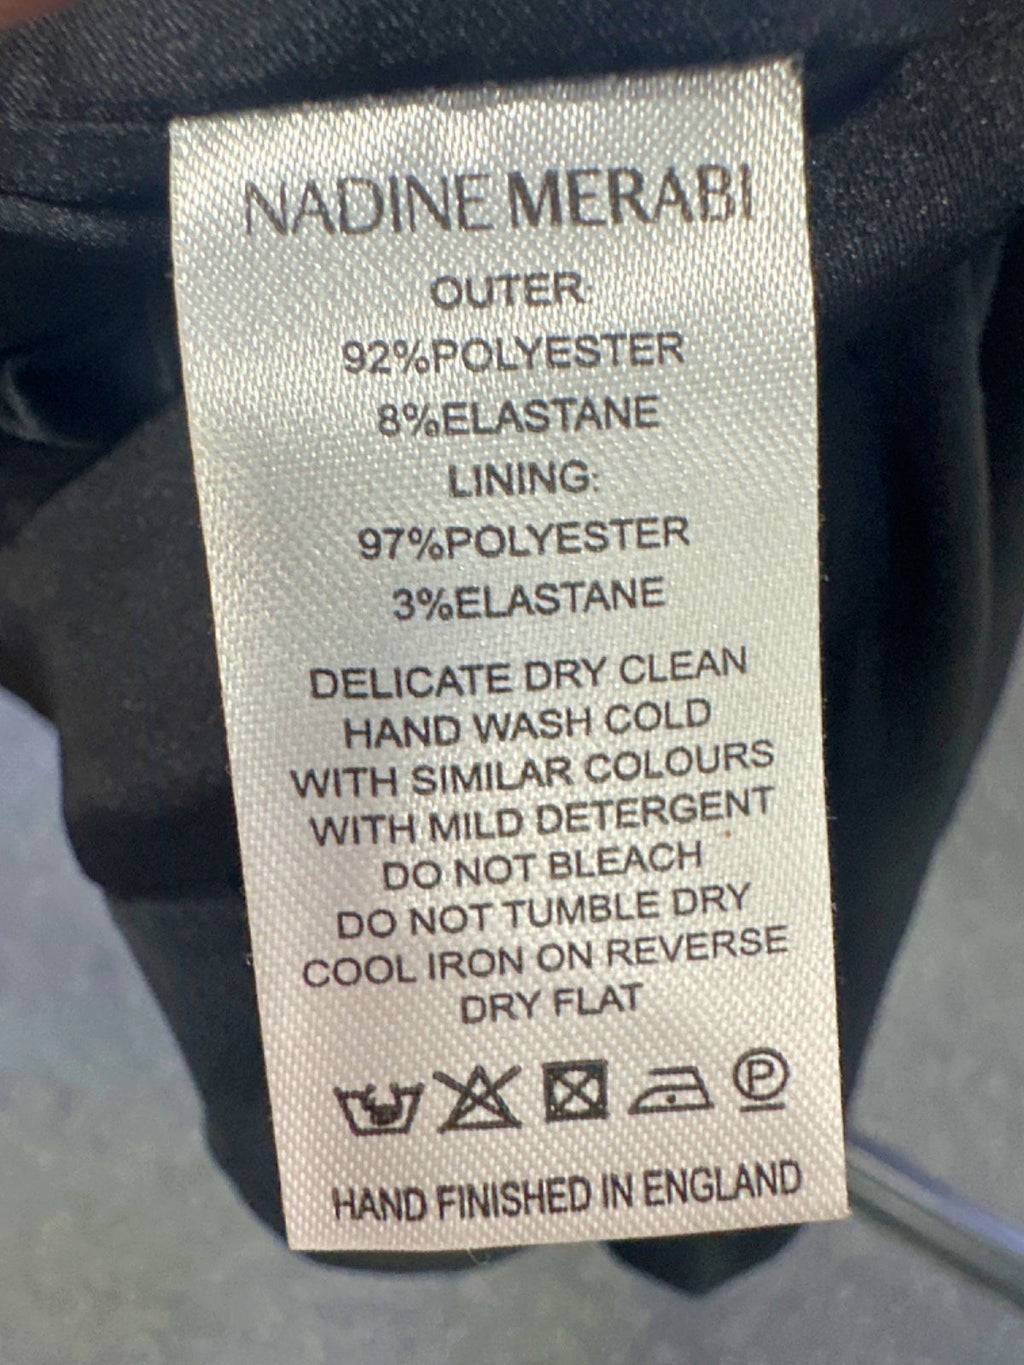 NADINE MERABI
OUTER
92%POLYESTER
8%ELASTANE
LINING:
97%POLYESTER
3%ELASTANE
DELICATE DRY CLEAN
HAND WASH COLD
WITH SIMILAR COLOURS
WITH MILD DETERGENT
DO NOT BLEACH
DO NOT TUMBLE DRY
COOL IRON ON REVERSE
DRY FLAT
P
HAND FINISHED IN ENGLAND